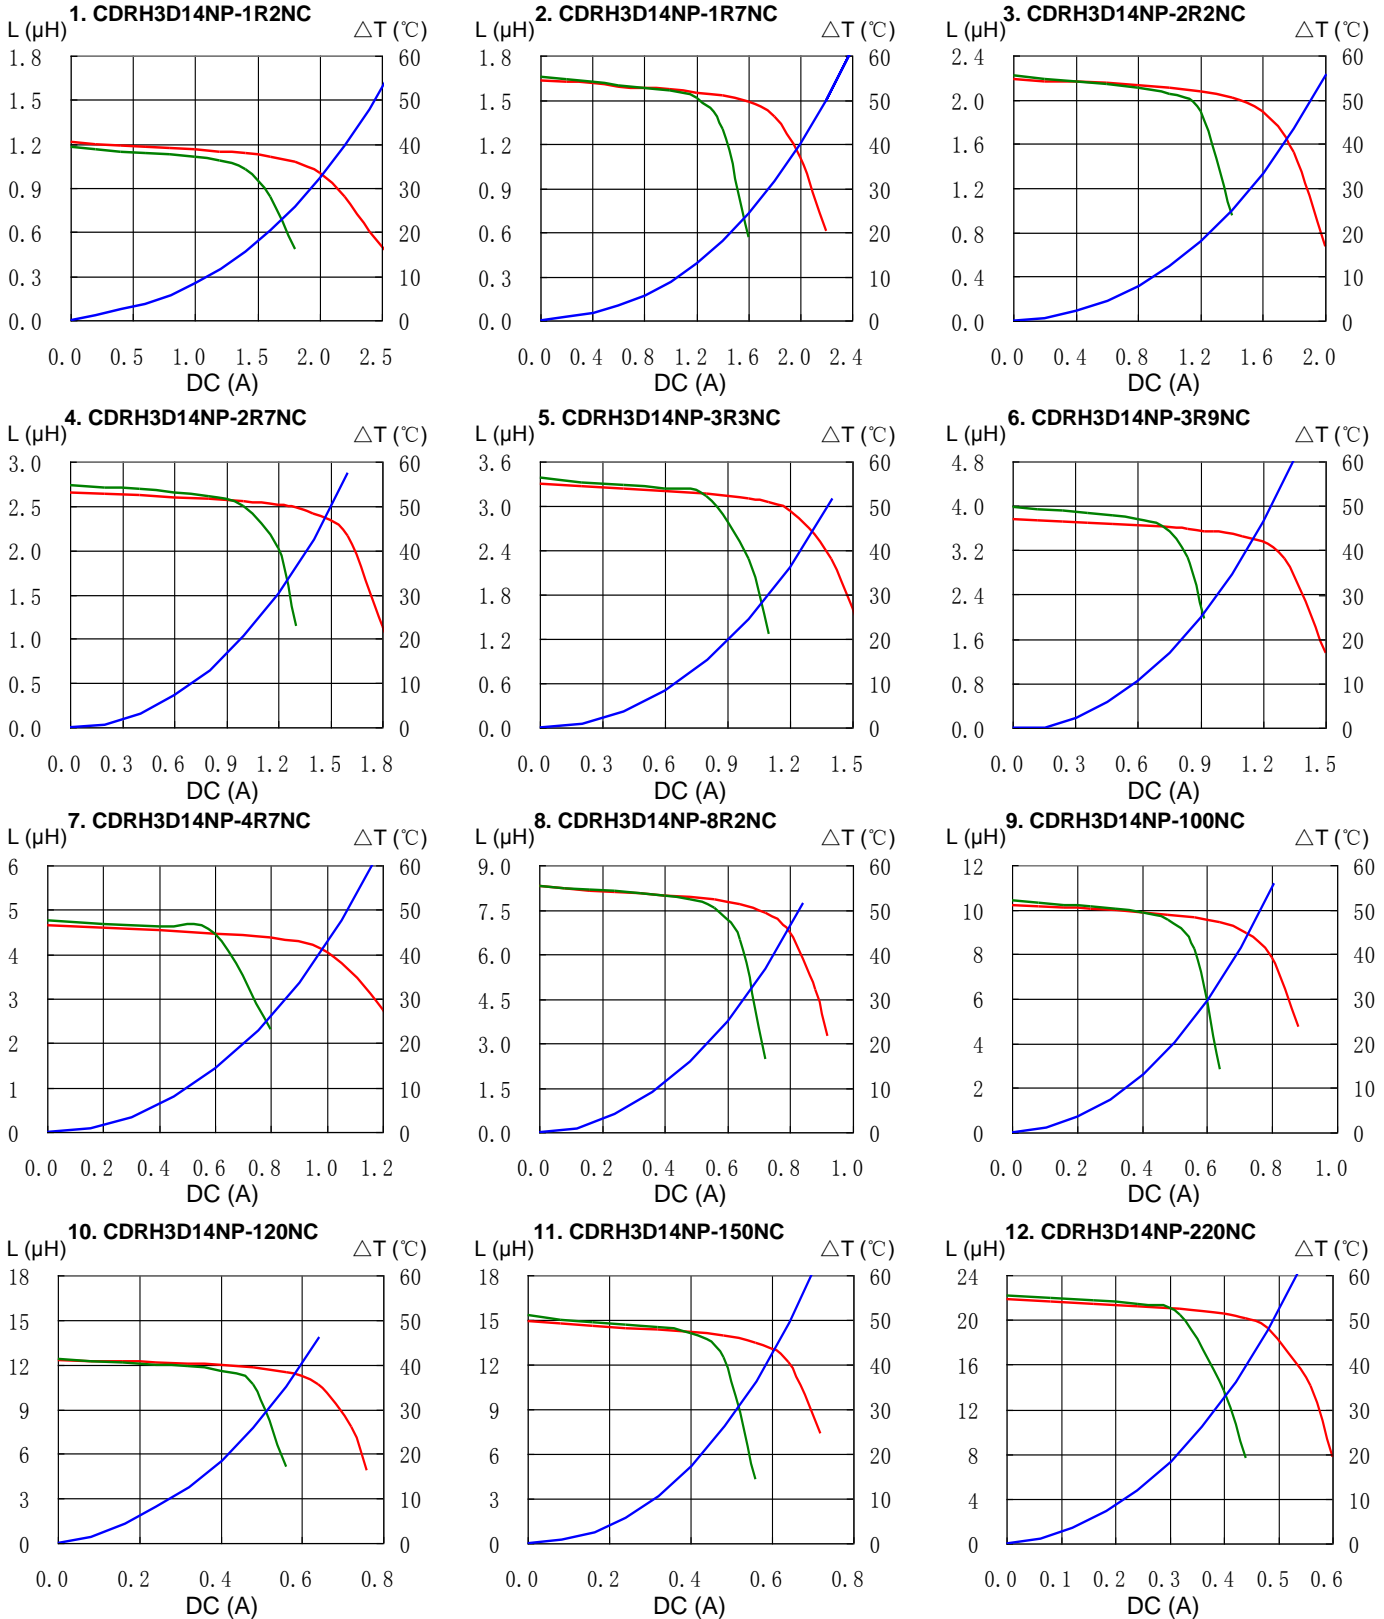 1. CDRH3D14NP-1R2NC
L (μH)
△T (℃)
1.8
1.5
1.2
0.9
0.6
0.3
0.0
60
50
40
30
20
10
0
0.0 0.5 1.0 1.5 2.0 2.5
DC (A)
2. CDRH3D14NP-1R7NC
L (μH)
△T (℃)
1.8
1.5
1.2
0.9
0.6
0.3
0.0
60
50
40
30
20
10
0
0.0 0.4 0.8 1.2 1.6 2.0 2.4
DC (A)
3. CDRH3D14NP-2R2NC
L (μH)
△T (℃)
2.4
2.0
1.6
1.2
0.8
0.4
0.0
60
50
40
30
20
10
0
0.0 0.4 0.8 1.2 1.6 2.0
DC (A)
4. CDRH3D14NP-2R7NC
L (μH)
△T (℃)
3.0
2.5
2.0
1.5
1.0
0.5
0.0
60
50
40
30
20
10
0
0.0 0.3 0.6 0.9 1.2 1.5 1.8
DC (A)
5. CDRH3D14NP-3R3NC
L (μH)
△T (℃)
3.6
3.0
2.4
1.8
1.2
0.6
0.0
60
50
40
30
20
10
0
0.0 0.3 0.6 0.9 1.2 1.5
DC (A)
6. CDRH3D14NP-3R9NC
L (μH)
△T (℃)
4.8
4.0
3.2
2.4
1.6
0.8
0.0
60
50
40
30
20
10
0
0.0 0.3 0.6 0.9 1.2 1.5
DC (A)
7. CDRH3D14NP-4R7NC
L (μH)
△T (℃)
6
5
4
3
2
1
0
60
50
40
30
20
10
0
0.0 0.2 0.4 0.6 0.8 1.0 1.2
DC (A)
8. CDRH3D14NP-8R2NC
L (μH)
△T (℃)
9.0
7.5
6.0
4.5
3.0
1.5
0.0
60
50
40
30
20
10
0
0.0 0.2 0.4 0.6 0.8 1.0
DC (A)
9. CDRH3D14NP-100NC
L (μH)
△T (℃)
12
10
8
6
4
2
0
60
50
40
30
20
10
0
0.0 0.2 0.4 0.6 0.8 1.0
DC (A)
10. CDRH3D14NP-120NC
L (μH)
△T (℃)
18
15
12
9
6
3
0
60
50
40
30
20
10
0
0.0 0.2 0.4 0.6 0.8
DC (A)
11. CDRH3D14NP-150NC
L (μH)
△T (℃)
18
15
12
9
6
3
0
60
50
40
30
20
10
0
0.0 0.2 0.4 0.6 0.8
DC (A)
12. CDRH3D14NP-220NC
L (μH)
△T (℃)
24
20
16
12
8
4
0
60
50
40
30
20
10
0
0.0 0.1 0.2 0.3 0.4 0.5 0.6
DC (A)